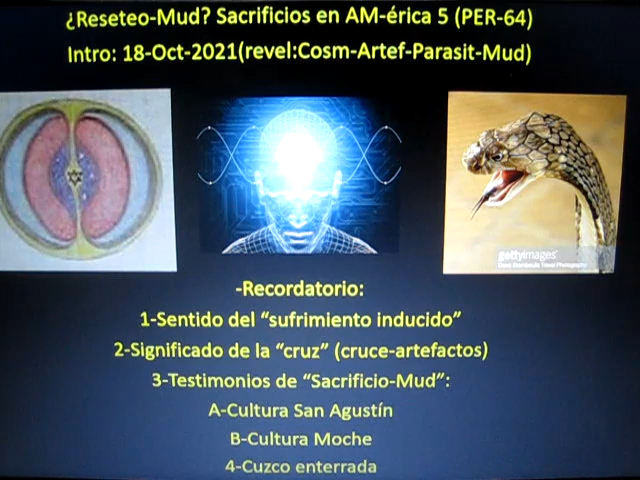 ¿Reseteo-Mud? Sacrificios en AM-érica 5 (PER-64)
Intro: 18-Oct-2021(revel:Cosm-Artef-Parasit-Mud)
gettyimages
-Recordatorio:
1-Sentido del “sufrimiento inducido”
2-Significado de la “cruz” (cruce-artefactos)
3-Testimonios de “Sacrificio-Mud”:
A-Cultura San Agustín
B-Cultura Moche
4-Cuzco enterrada